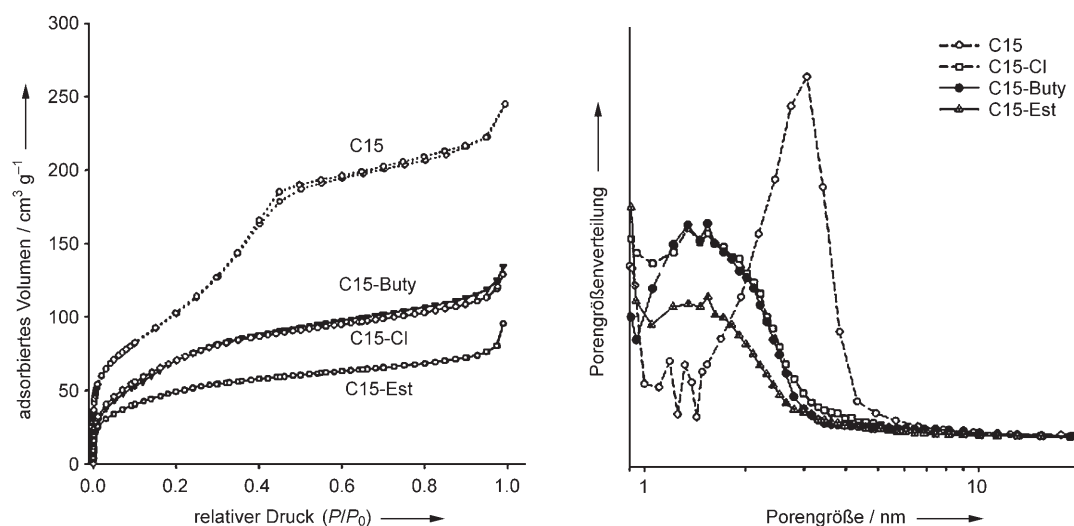 300
250
200
150
100
50
0
0.0 0.2 0.4 0.6 0.8 1.0
adsorbiertes Volumen / cm³ g⁻¹
relativer Druck (P/P₀)
C15
C15-Buty
C15-Cl
C15-Est
Porengrößenverteilung
C15
C15-Cl
C15-Buty
C15-Est
1 10
Porengröße / nm